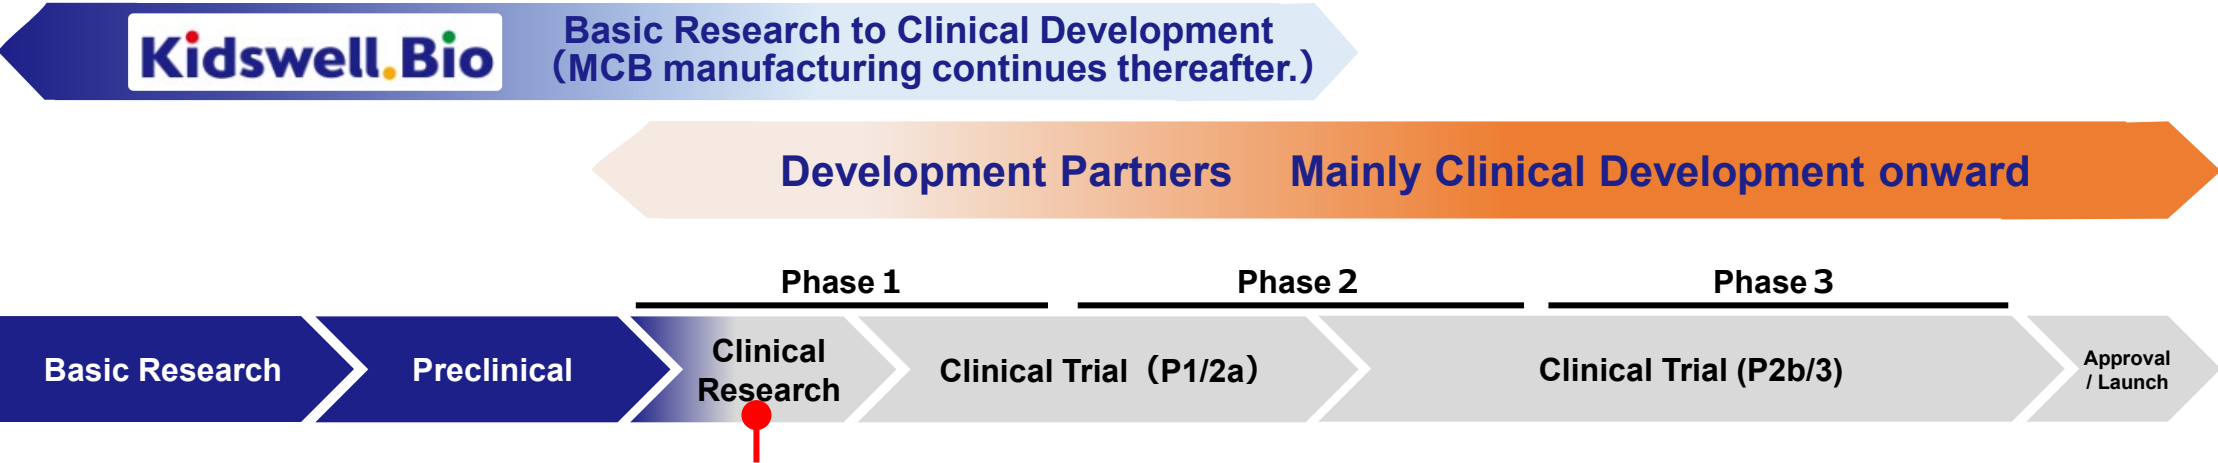 Kidswell.Bio
Basic Research to Clinical Development
（MCB manufacturing continues thereafter.）
Development Partners Mainly Clinical Development onward
Phase 1
Phase 2
Phase 3
Basic Research
Preclinical
Clinical
Research
Clinical Trial（P1/2a）
Clinical Trial (P2b/3)
Approval
/ Launch